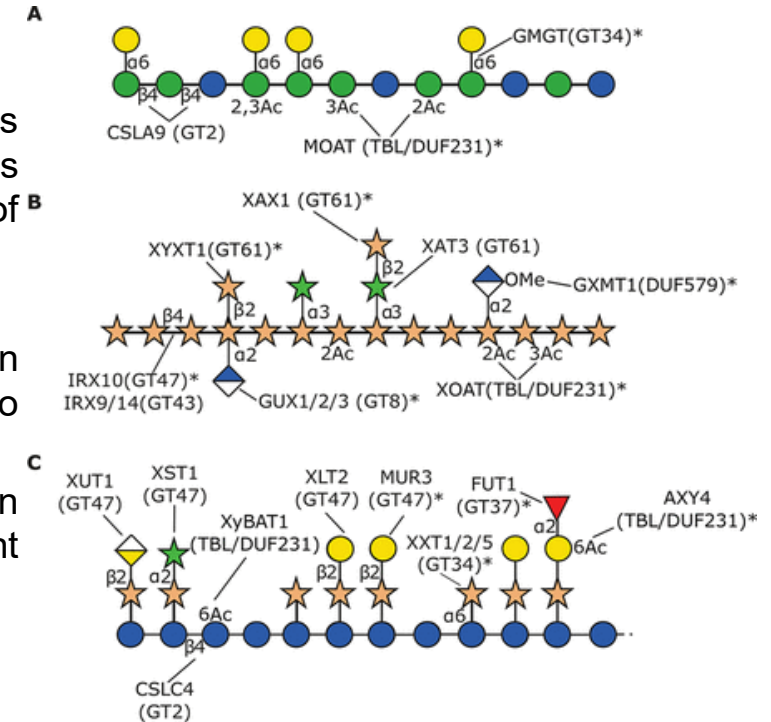 A
α6
α6
α6
α6
GMGT(GT34)*
β4
β4
2,3Ac
3Ac
2Ac
CSLA9 (GT2)
MOAT (TBL/DUF231)*
s
s
of
B
XAX1 (GT61)*
XYXT1(GT61)*
XAT3 (GT61)
β2
OMe
GXMT1(DUF579)*
β4
β2
α3
α3
α2
α2
2Ac
2Ac
3Ac
IRX10(GT47)*
IRX9/14(GT43)
GUX1/2/3 (GT8)*
XOAT(TBL/DUF231)*
n
o
n
nt
C
XUT1
(GT47)
XST1
(GT47)
XyBAT1
(TBL/DUF231)
XLT2
(GT47)
MUR3
(GT47)*
FUT1
(GT37)*
AXY4
(TBL/DUF231)*
α2
6Ac
XXT1/2/5
(GT34)*
β2
α2
β2
β2
6Ac
α6
β4
CSLC4
(GT2)